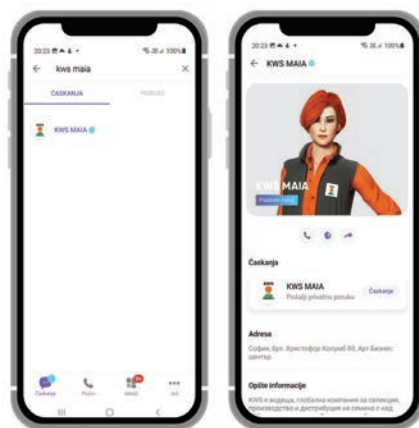 20:23
100%
kws maia
ĆASKANJA
PORUKE
KWS MAIA
Ćaskanja
Pozivi
Još
20:23
100%
KWS MAIA
KWS MAIA
Ćaskanja
KWS MAIA
Pošalji privatnu poruku
Ćaskanje
Adresa
София, бул. Христофор Колумб 80, Арт Бизнес
център
Opšte informacije
KWS е водеща, глобална компания за селекция,
производство и дистрибуция на семена с над